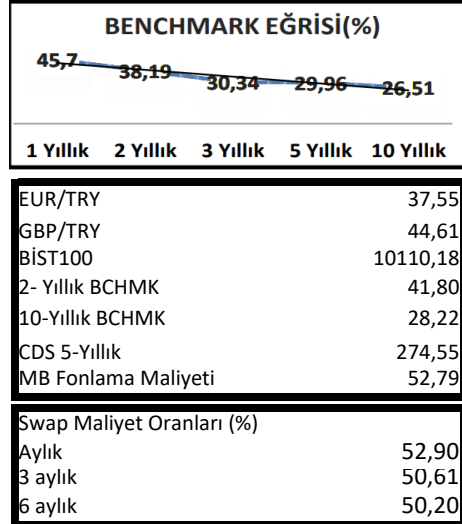 BENCHMARK EĞRİSİ(%)
45,7 38,19 30,34 29,96 26,51
1 Yıllık 2 Yıllık 3 Yıllık 5 Yıllık 10 Yıllık
EUR/TRY 37,55
GBP/TRY 44,61
BİST100 10110,18
2- Yıllık BCHMK 41,80
10-Yıllık BCHMK 28,22
CDS 5-Yıllık 274,55
MB Fonlama Maliyeti 52,79
Swap Maliyet Oranları (%)
Aylık 52,90
3 aylık 50,61
6 aylık 50,20